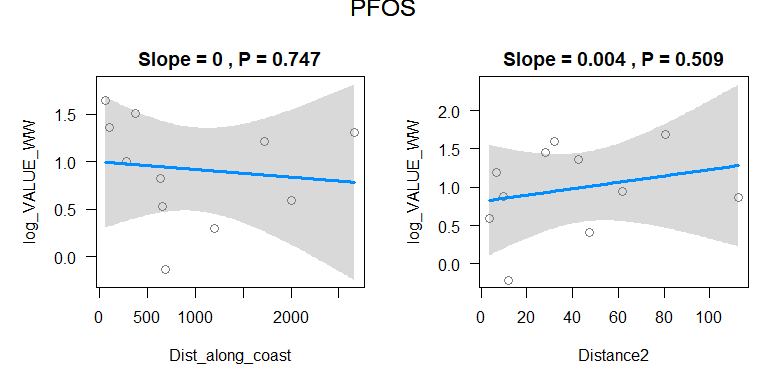 PFOS
Slope = 0 , P = 0.747
log_VALUE_WW
1.5
1.0
0.5
0.0
0 500 1000 2000
Dist_along_coast
Slope = 0.004 , P = 0.509
log_VALUE_WW
2.0
1.5
1.0
0.5
0.0
0 20 40 60 80 100
Distance2